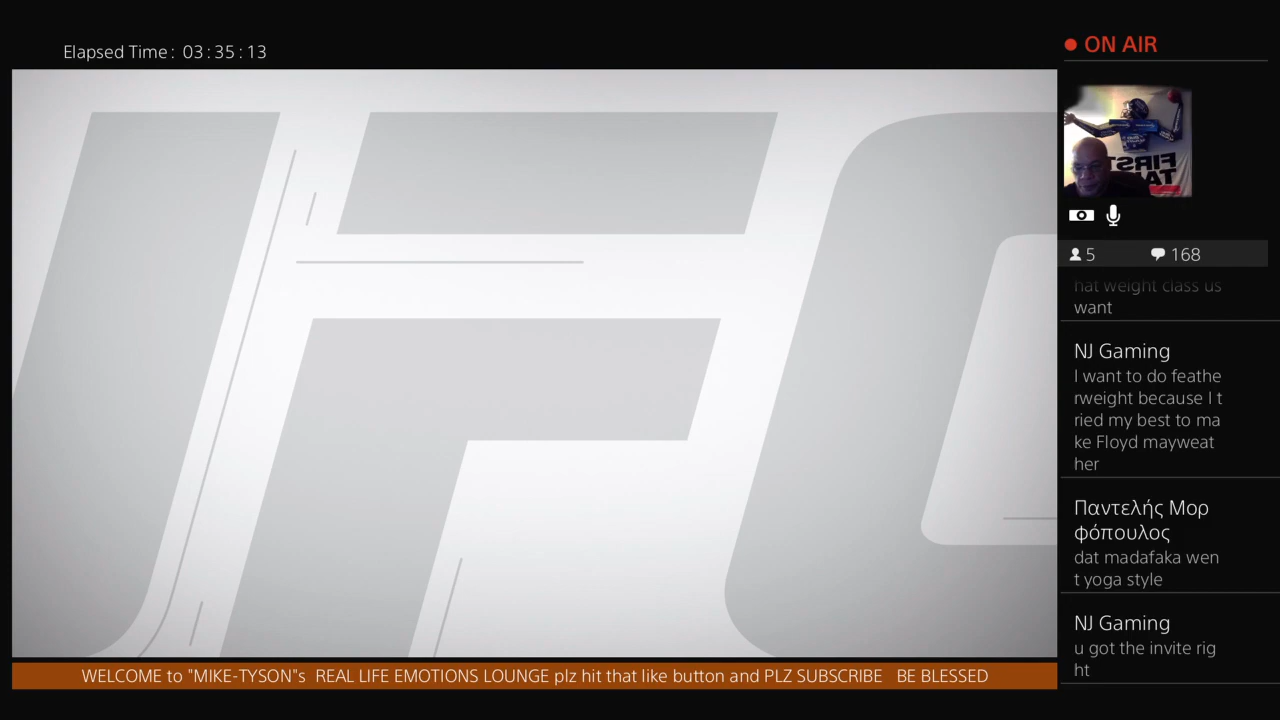 Elapsed Time: 03:35:13
ON AIR
UFC
FIRST
5
168
hat weight class us
want
NJ Gaming
I want to do feathe
rweight because I t
ried my best to ma
ke Floyd mayweat
her
Παντελής Μορ
φόπουλος
dat madafaka wen
t yoga style
NJ Gaming
u got the invite rig
ht
WELCOME to "MIKE-TYSON"s REAL LIFE EMOTIONS LOUNGE plz hit that like button and PLZ SUBSCRIBE BE BLESSED